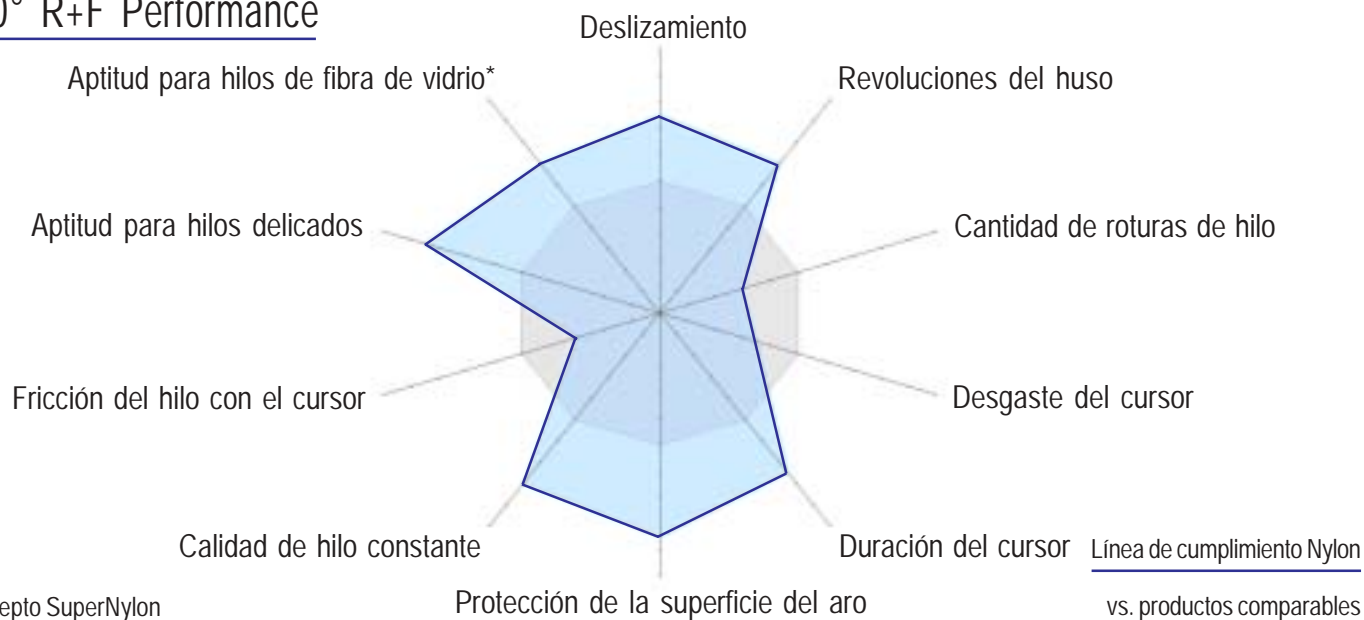 0° R+F Performance
Deslizamiento
Aptitud para hilos de fibra de vidrio*
Revoluciones del huso
Aptitud para hilos delicados
Cantidad de roturas de hilo
Fricción del hilo con el cursor
Desgaste del cursor
Calidad de hilo constante
Duración del cursor
Línea de cumplimiento Nylon
Protección de la superficie del aro
epto SuperNylon
vs. productos comparables